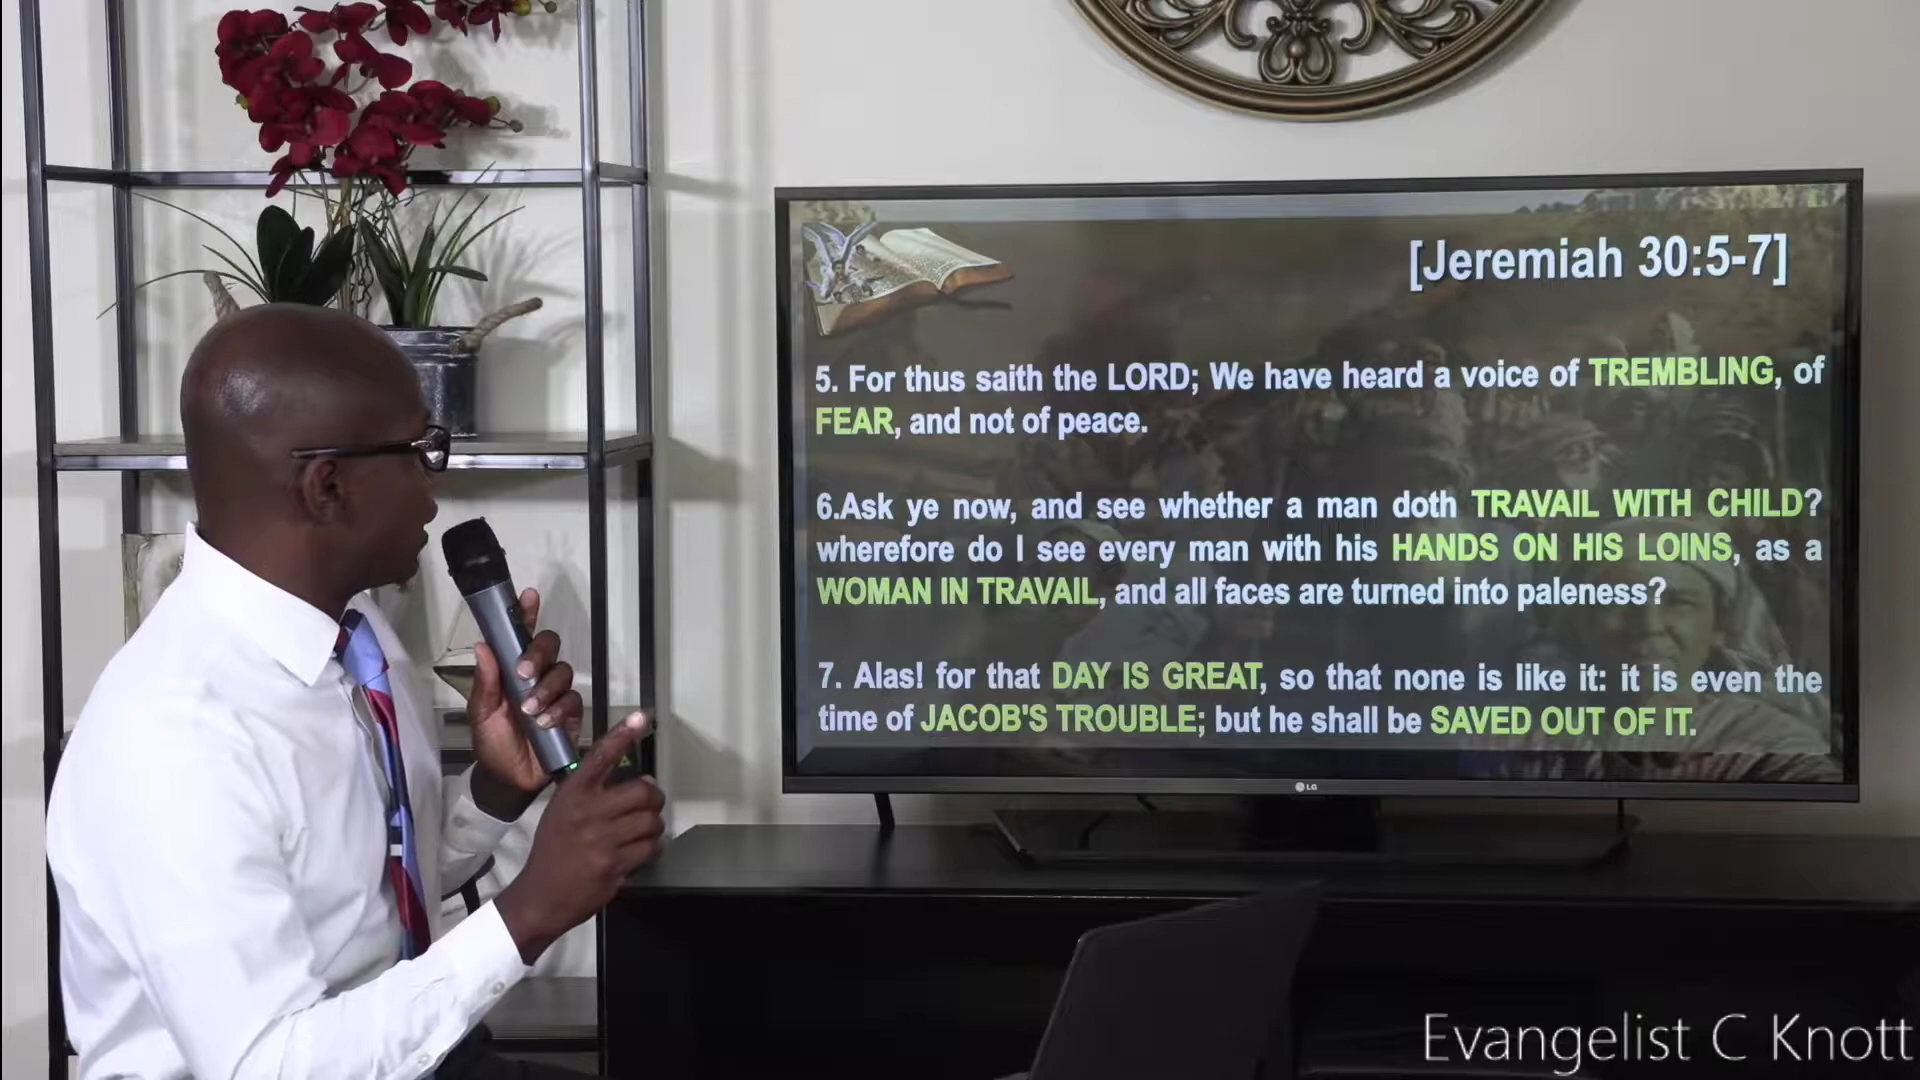 [Jeremiah 30:5-7]
5. For thus saith the LORD; We have heard a voice of TREMBLING, of
FEAR, and not of peace.
6.Ask ye now, and see whether a man doth TRAVAIL WITH CHILD?
wherefore do I see every man with his HANDS ON HIS LOINS, as a
WOMAN IN TRAVAIL, and all faces are turned into paleness?
7. Alas! for that DAY IS GREAT, so that none is like it: it is even the
time of JACOB'S TROUBLE; but he shall be SAVED OUT OF IT.
LG
Evangelist C Knott